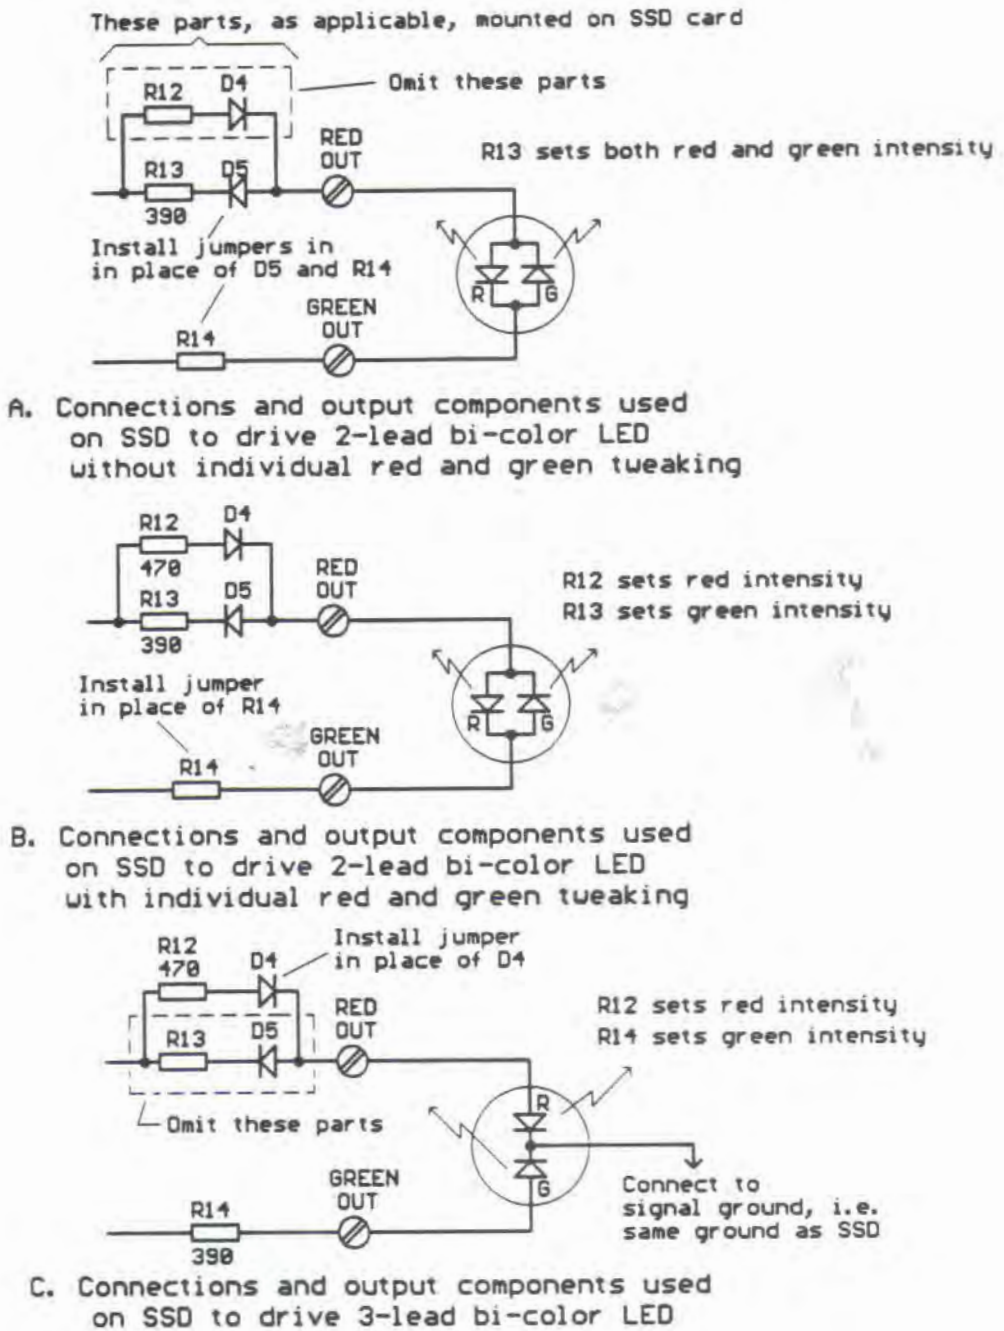 These parts, as applicable, mounted on SSD card
Omit these parts
R12
D4
RED
OUT
R13 sets both red and green intensity
R13
D5
390
Install jumpers in
in place of D5 and R14
R
G
GREEN
OUT
R14
A. Connections and output components used
on SSD to drive 2-lead bi-color LED
without individual red and green tweaking
R12
D4
470
RED
OUT
R12 sets red intensity
R13 sets green intensity
R13
D5
390
Install jumper
in place of R14
R
G
GREEN
OUT
R14
B. Connections and output components used
on SSD to drive 2-lead bi-color LED
with individual red and green tweaking
Install jumper
in place of D4
R12
470
D4
RED
OUT
R12 sets red intensity
R14 sets green intensity
R13
D5
R
Omit these parts
G
GREEN
OUT
Connect to
signal ground, i.e.
same ground as SSD
R14
390
C. Connections and output components used
on SSD to drive 3-lead bi-color LED